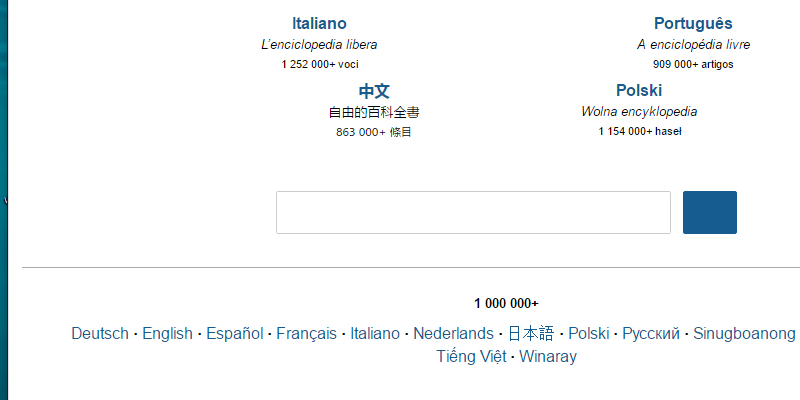 Italiano Português
L'enciclopedia libera A enciclopédia livre
1 252 000+ voci 909 000+ artigos
中文 Polski
自由的百科全書 Wolna encyklopedia
863 000+ 條目 1 154 000+ haseł
1 000 000+
Deutsch · English · Español · Français · Italiano · Nederlands · 日本語 · Polski · Русский · Sinugboanong
Tiếng Việt · Winaray